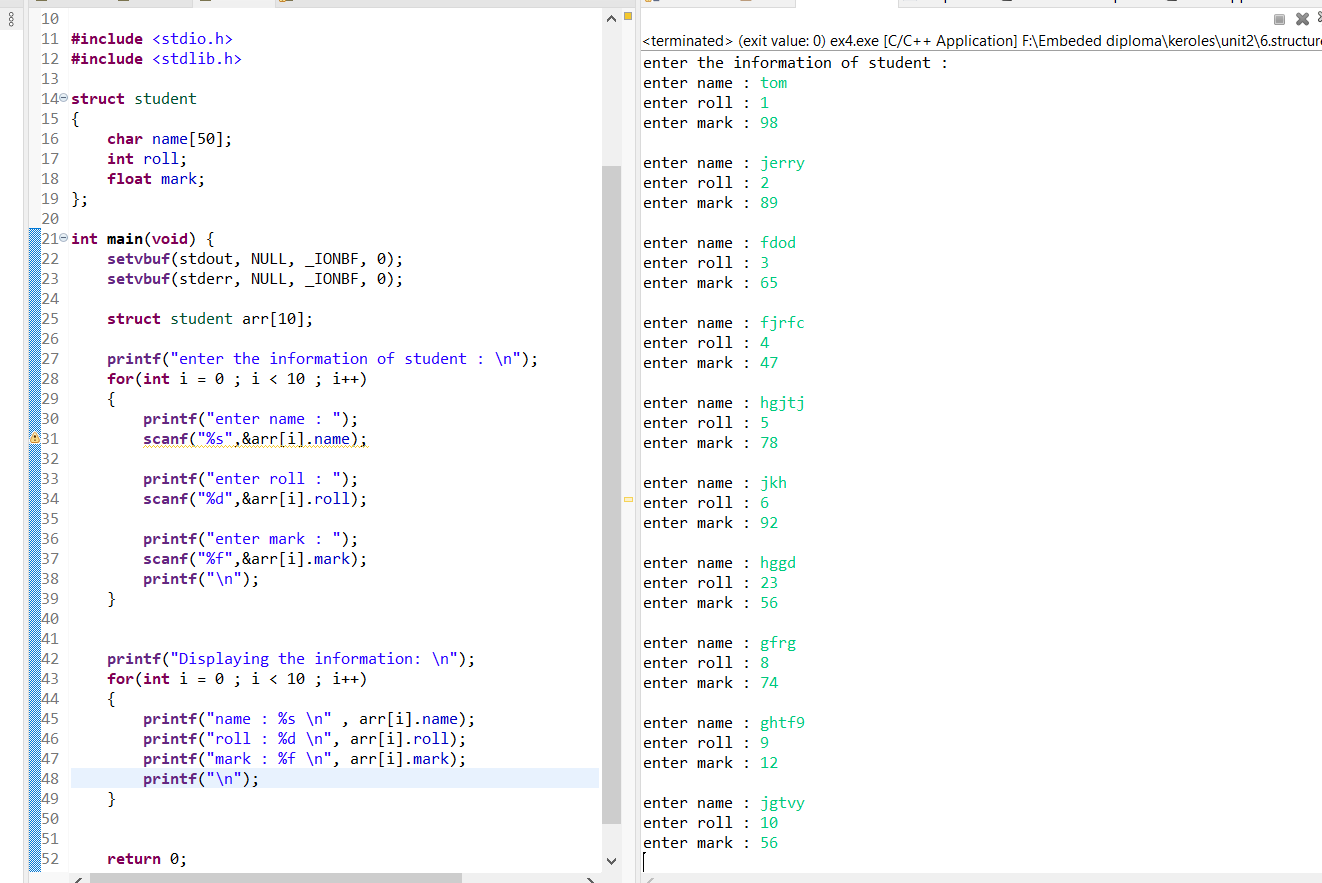 10
11 #include <stdio.h>
12 #include <stdlib.h>
13
14 struct student
15 {
16     char name[50];
17     int roll;
18     float mark;
19 };
20
21 int main(void) {
22     setvbuf(stdout, NULL, _IONBF, 0);
23     setvbuf(stderr, NULL, _IONBF, 0);
24
25     struct student arr[10];
26
27     printf("enter the information of student : \n");
28     for(int i = 0 ; i < 10 ; i++)
29     {
30         printf("enter name : ");
31         scanf("%s",&arr[i].name);
32
33         printf("enter roll : ");
34         scanf("%d",&arr[i].roll);
35
36         printf("enter mark : ");
37         scanf("%f",&arr[i].mark);
38         printf("\n");
39     }
40
41
42     printf("Displaying the information: \n");
43     for(int i = 0 ; i < 10 ; i++)
44     {
45         printf("name : %s \n" , arr[i].name);
46         printf("roll : %d \n", arr[i].roll);
47         printf("mark : %f \n", arr[i].mark);
48         printf("\n");
49     }
50
51
52     return 0;
<terminated> (exit value: 0) ex4.exe [C/C++ Application] F:\Embeded diploma\keroles\unit2\6.structure
enter the information of student :
enter name : tom
enter roll : 1
enter mark : 98

enter name : jerry
enter roll : 2
enter mark : 89

enter name : fdod
enter roll : 3
enter mark : 65

enter name : fjrfc
enter roll : 4
enter mark : 47

enter name : hgjtj
enter roll : 5
enter mark : 78

enter name : jkh
enter roll : 6
enter mark : 92

enter name : hggd
enter roll : 23
enter mark : 56

enter name : gfrg
enter roll : 8
enter mark : 74

enter name : ghtf9
enter roll : 9
enter mark : 12

enter name : jgtvy
enter roll : 10
enter mark : 56